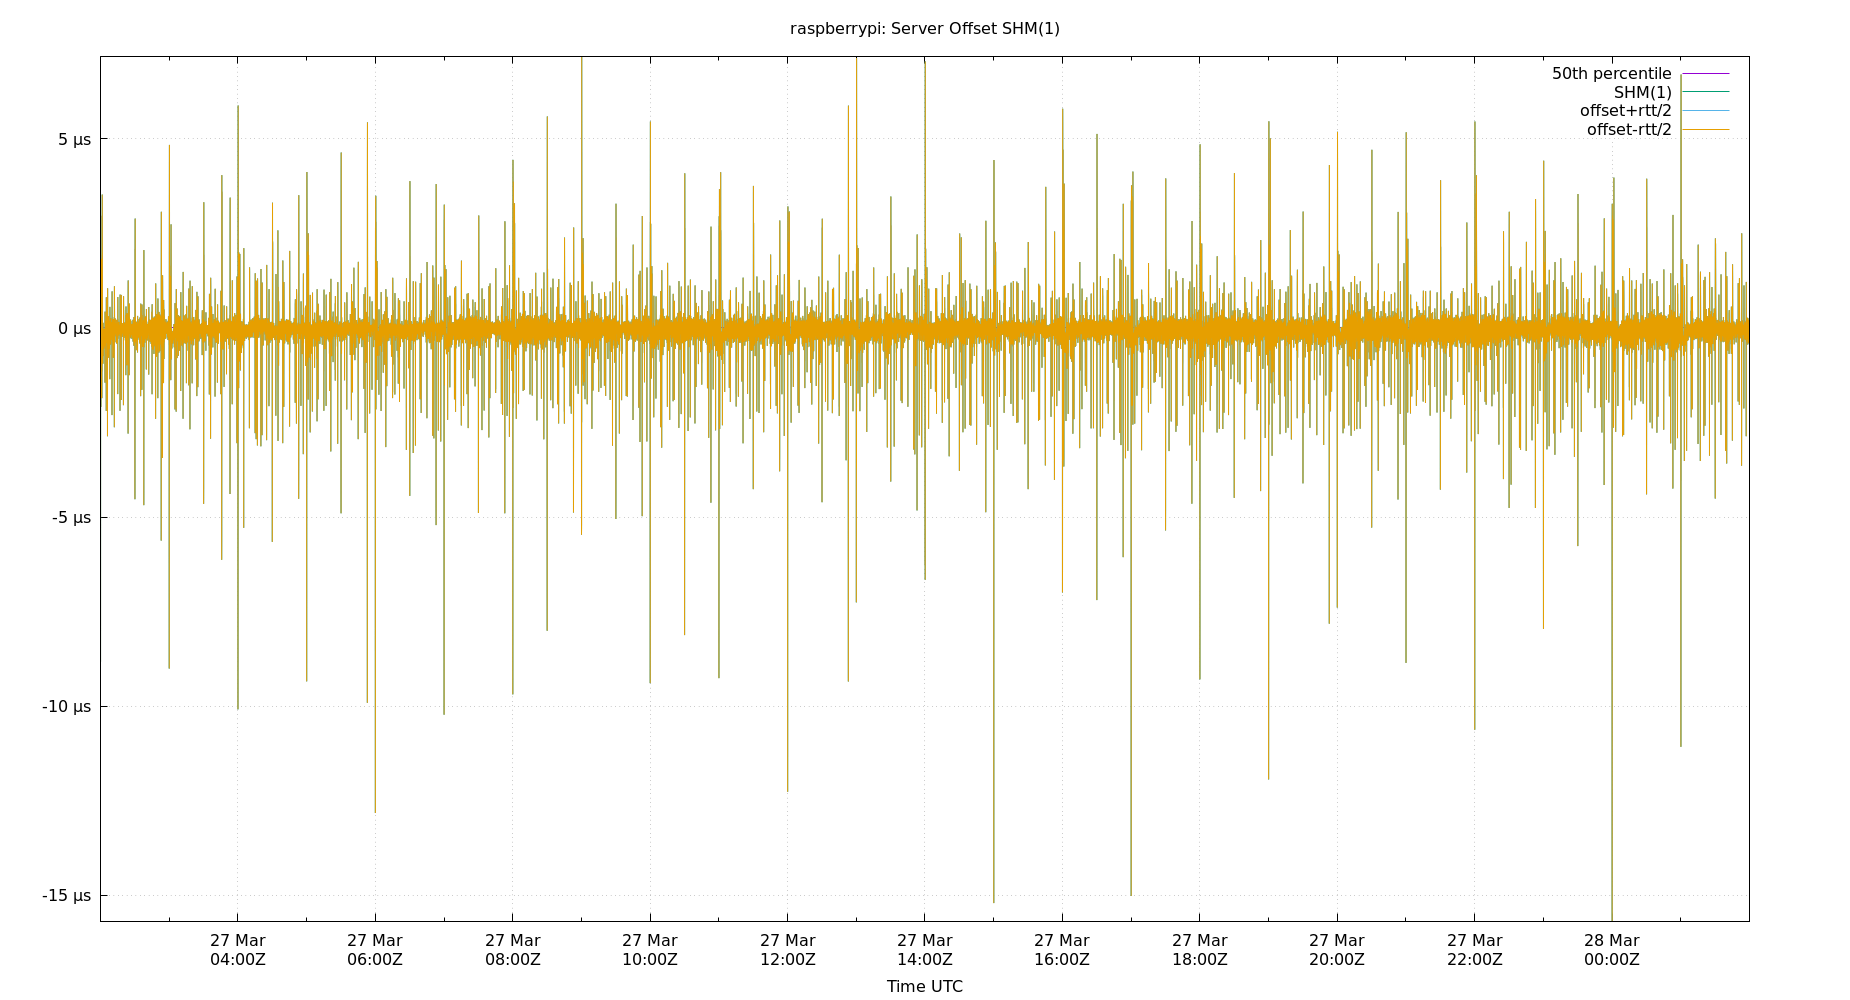 raspberrypi: Server Offset SHM(1)
50th percentile
SHM(1)
offset+rtt/2
offset-rtt/2
5 µs
0 µs
-5 µs
-10 µs
-15 µs
27 Mar 27 Mar 27 Mar 27 Mar 27 Mar 27 Mar 27 Mar 27 Mar 27 Mar 27 Mar 28 Mar
04:00Z 06:00Z 08:00Z 10:00Z 12:00Z 14:00Z 16:00Z 18:00Z 20:00Z 22:00Z 00:00Z
Time UTC